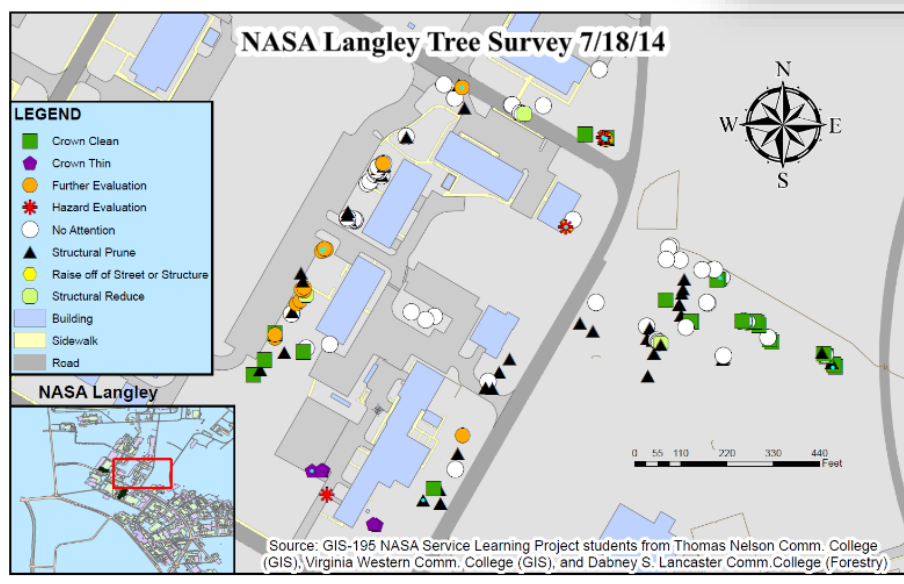 NASA Langley Tree Survey 7/18/14
N
W
E
S
LEGEND
Crown Clean
Crown Thin
Further Evaluation
Hazard Evaluation
No Attention
Structural Prune
Raise off of Street or Structure
Structural Reduce
Building
Sidewalk
Road
NASA Langley
0 55 110 220 330 440
Feet
Source: GIS-195 NASA Service Learning Project students from Thomas Nelson Comm. College
(GIS), Virginia Western Comm. College (GIS), and Dabney S. Lancaster Comm.College (Forestry)